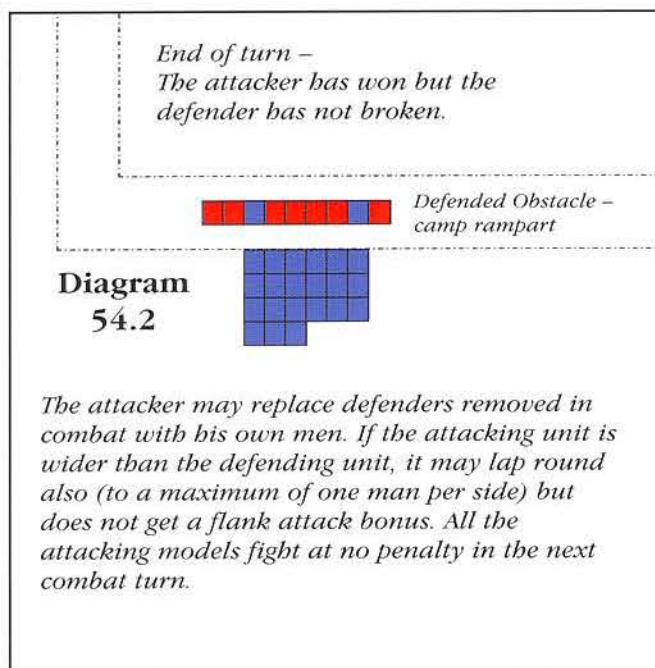 End of turn –
The attacker has won but the
defender has not broken.
Defended Obstacle –
camp rampart
Diagram
54.2
The attacker may replace defenders removed in
combat with his own men. If the attacking unit is
wider than the defending unit, it may lap round
also (to a maximum of one man per side) but
does not get a flank attack bonus. All the
attacking models fight at no penalty in the next
combat turn.